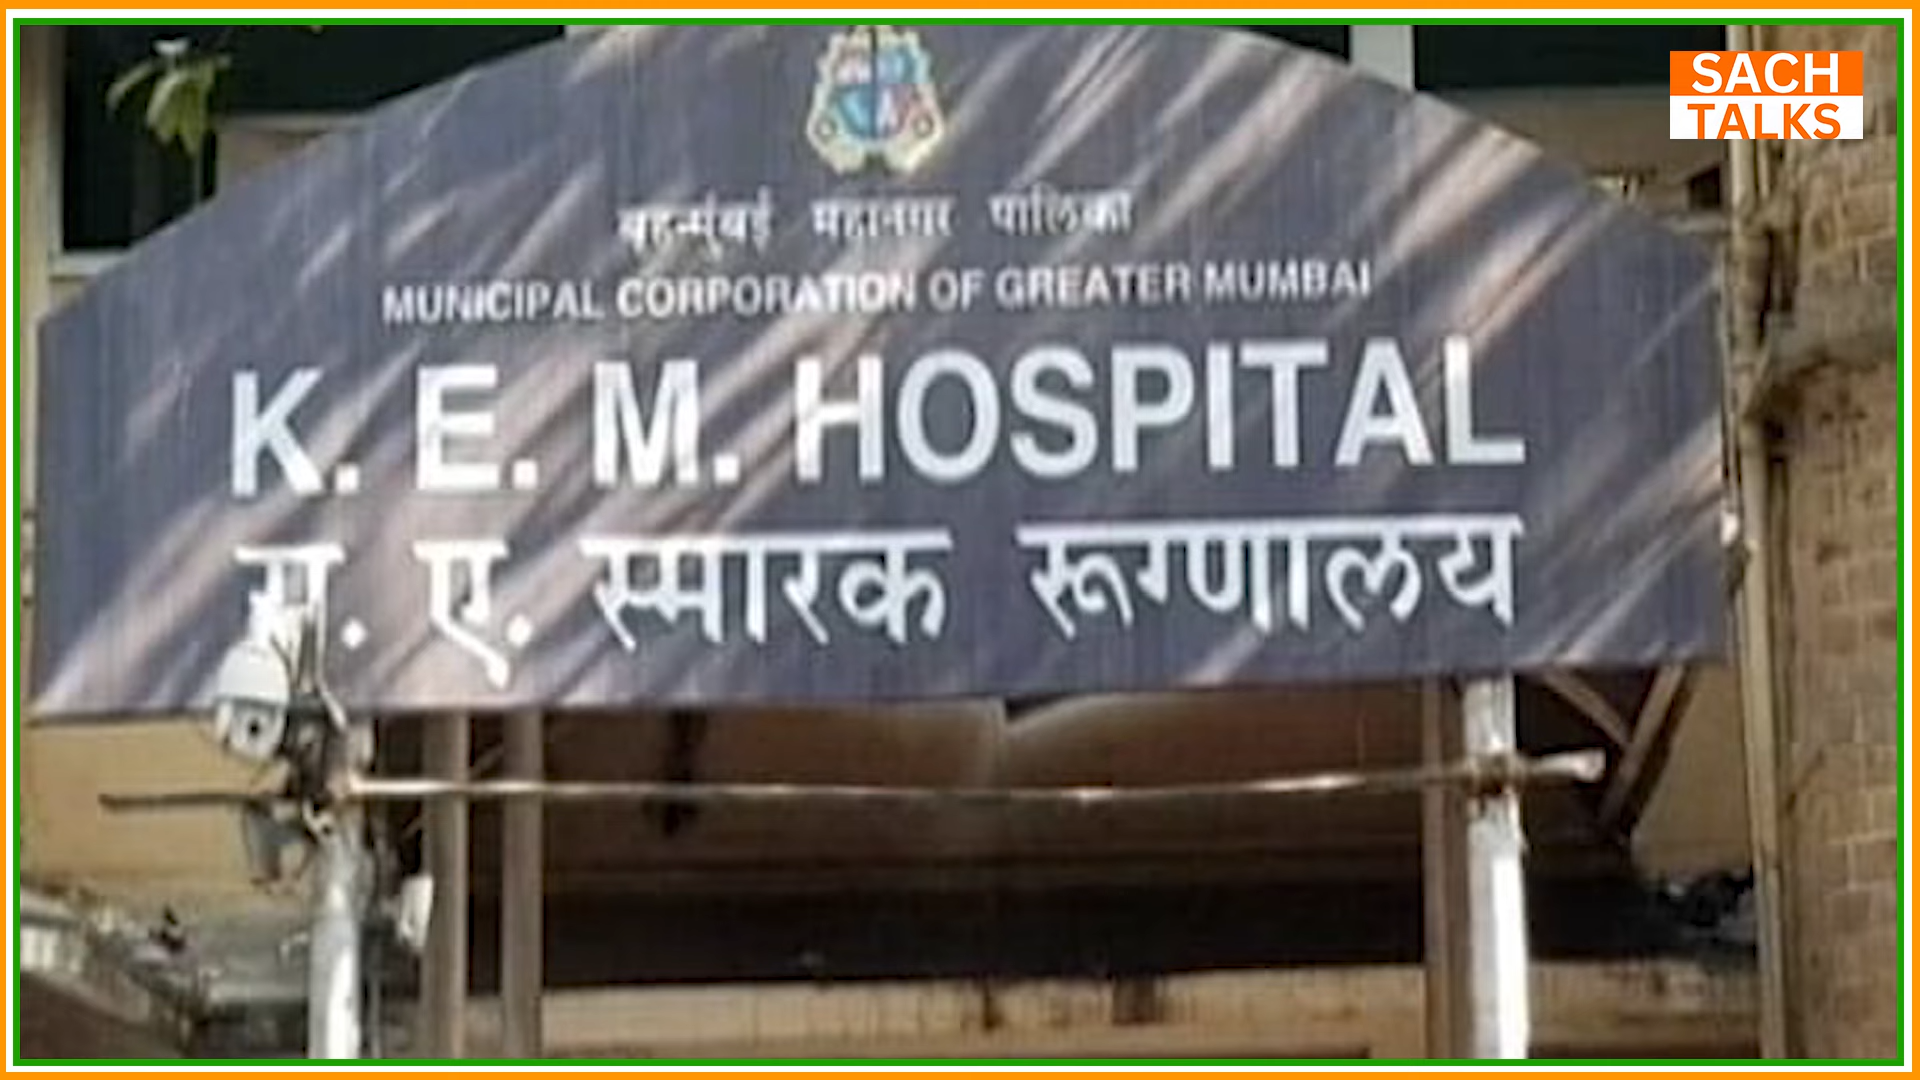 SACH
TALKS
बृहन्मुंबई महानगर पालिका
MUNICIPAL CORPORATION OF GREATER MUMBAI
K. E. M. HOSPITAL
रा. ए. स्मारक रूग्णालय